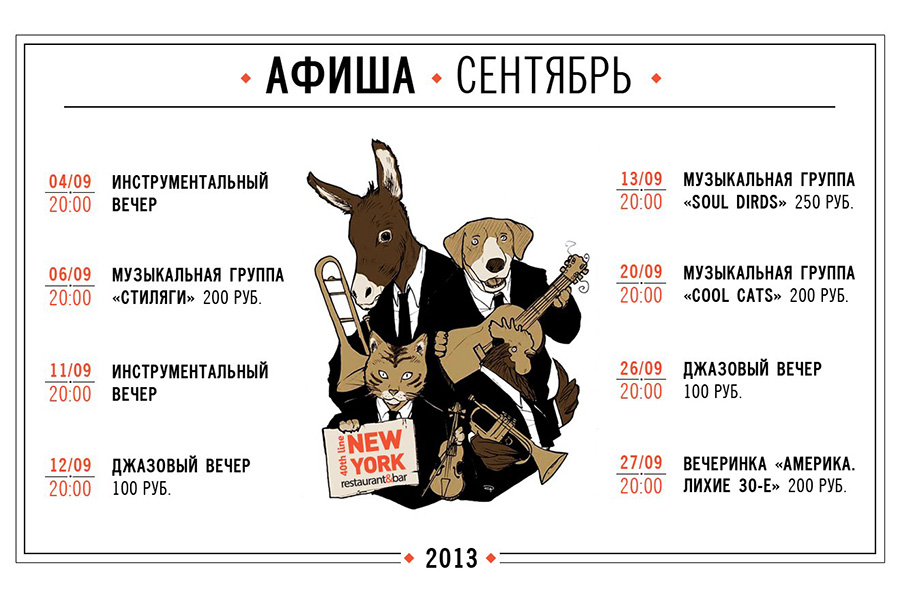 АФИША · СЕНТЯБРЬ
04/09
20:00
ИНСТРУМЕНТАЛЬНЫЙ
ВЕЧЕР
06/09
20:00
МУЗЫКАЛЬНАЯ ГРУППА
«СТИЛЯГИ» 200 РУБ.
11/09
20:00
ИНСТРУМЕНТАЛЬНЫЙ
ВЕЧЕР
12/09
20:00
ДЖАЗОВЫЙ ВЕЧЕР
100 РУБ.
40th line
NEW
YORK
restaurant&bar
13/09
20:00
МУЗЫКАЛЬНАЯ ГРУППА
«SOUL DIRDS» 250 РУБ.
20/09
20:00
МУЗЫКАЛЬНАЯ ГРУППА
«COOL CATS» 200 РУБ.
26/09
20:00
ДЖАЗОВЫЙ ВЕЧЕР
100 РУБ.
27/09
20:00
ВЕЧЕРИНКА «АМЕРИКА.
ЛИХИЕ 30-Е» 200 РУБ.
2013